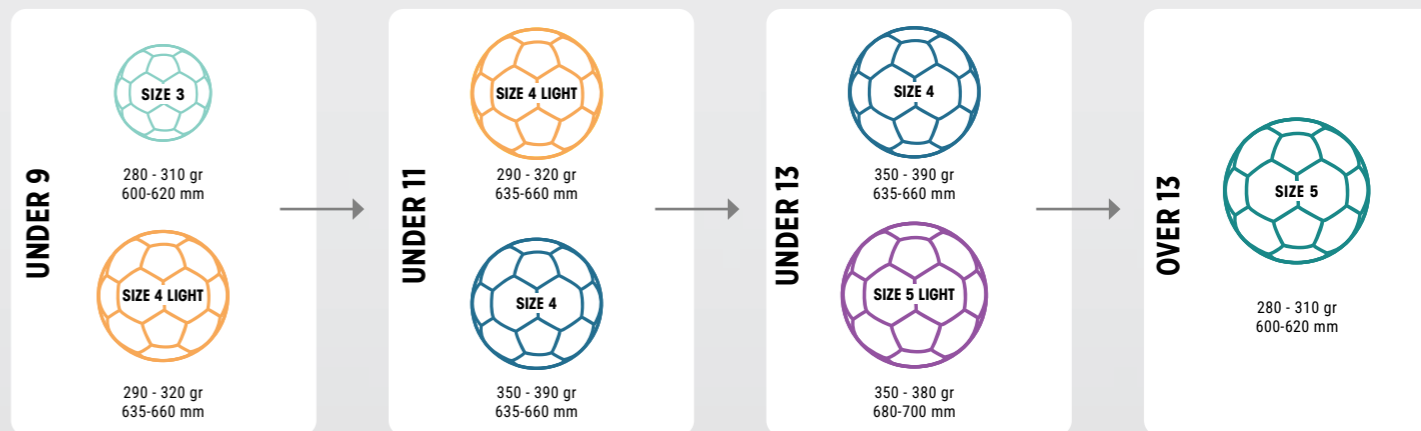 UNDER 9
SIZE 3
280 - 310 gr
600-620 mm
SIZE 4 LIGHT
290 - 320 gr
635-660 mm
UNDER 11
SIZE 4 LIGHT
290 - 320 gr
635-660 mm
SIZE 4
350 - 390 gr
635-660 mm
UNDER 13
SIZE 4
350 - 390 gr
635-660 mm
SIZE 5 LIGHT
350 - 380 gr
680-700 mm
OVER 13
SIZE 5
280 - 310 gr
600-620 mm